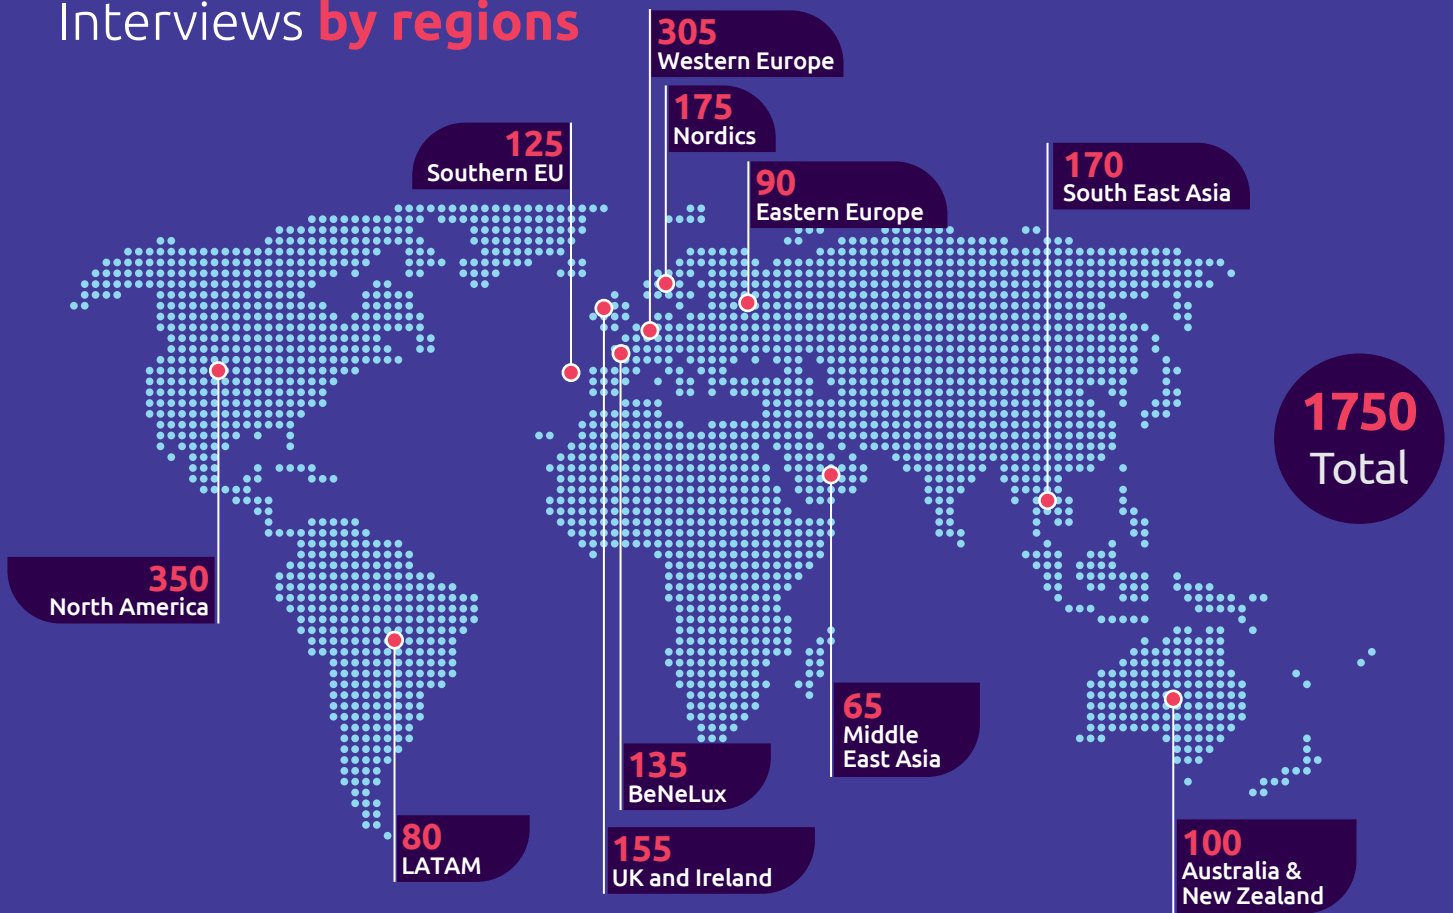 Interviews by regions
305
Western Europe
175
Nordics
125
Southern EU
90
Eastern Europe
170
South East Asia
1750
Total
350
North America
65
Middle
East Asia
135
BeNeLux
80
LATAM
155
UK and Ireland
100
Australia &
New Zealand